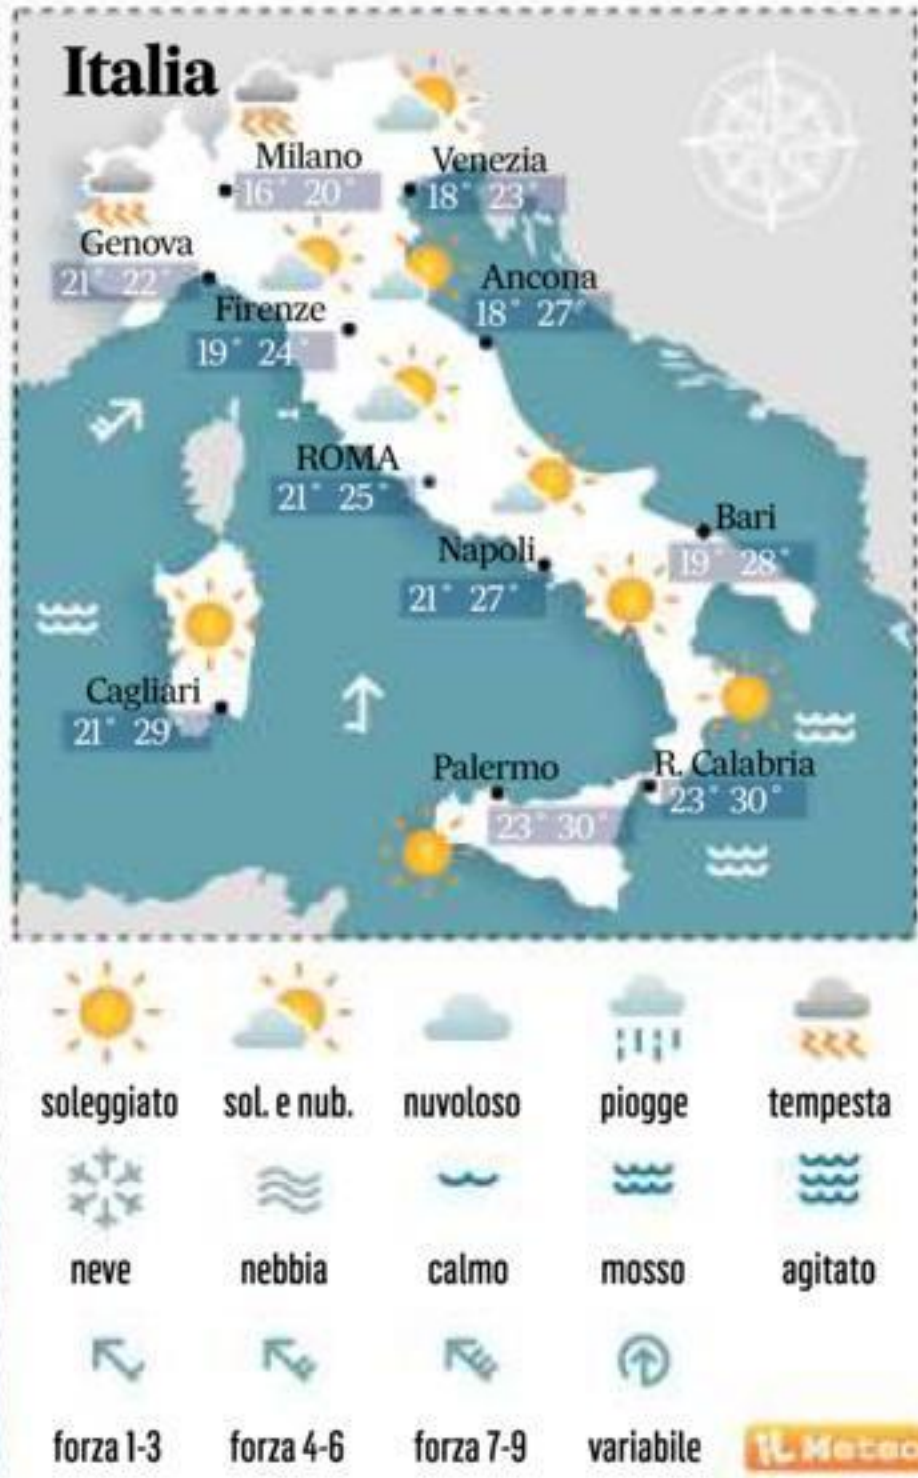 Italia
Milano
16° 20°
Venezia
18° 23°
Genova
21° 22°
Ancona
18° 27°
Firenze
19° 24°
ROMA
21° 25°
Bari
19° 28°
Napoli
21° 27°
Cagliari
21° 29°
Palermo
23° 30°
R. Calabria
23° 30°
soleggiato sol. e nub. nuvoloso piogge tempesta
neve nebbia calmo mosso agitato
forza 1-3 forza 4-6 forza 7-9 variabile